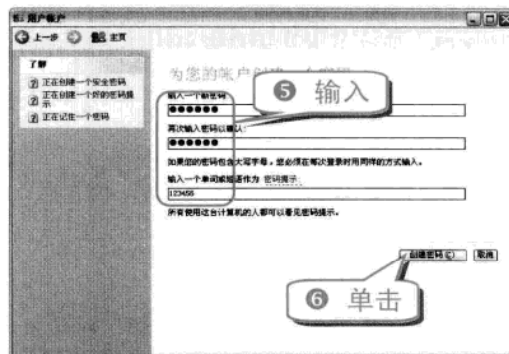 用户帐户
上一步 主页
了解
正在创建一个安全密码
正在创建一个好的密码提示
正在记住一个密码
为您的帐户创建一个密码
输入一个新密码:
❺ 输入
●●●●●●
再次输入密码以确认:
●●●●●●
如果您的密码包含大写字母，您必须在每次登录时用同样的方式输入。
输入一个单词或短语作为 密码提示:
123456
所有使用这台计算机的人都可以看见密码提示。
创建密码(C) 取消
❻ 单击